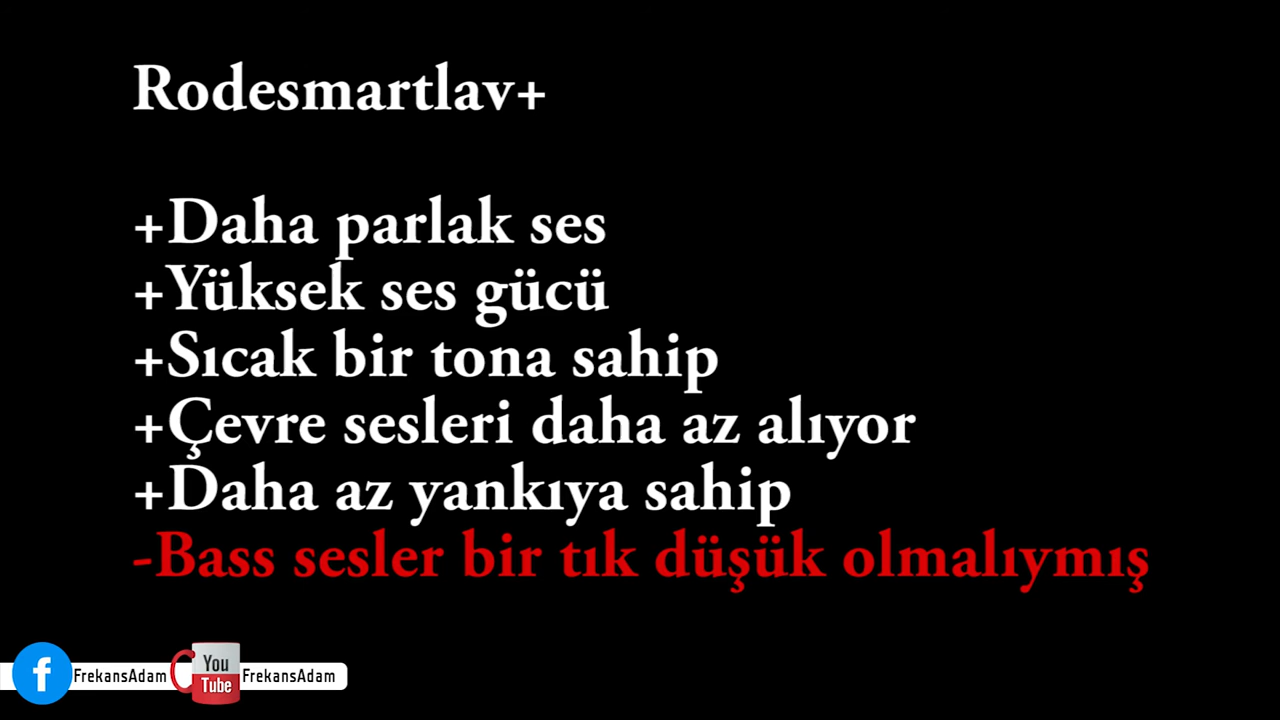 Rodesmartlav+
+Daha parlak ses
+Yüksek ses gücü
+Sıcak bir tona sahip
+Çevre sesleri daha az alıyor
+Daha az yankıya sahip
-Bass sesler bir tık düşük olmalıymış
f FrekansAdam You Tube FrekansAdam